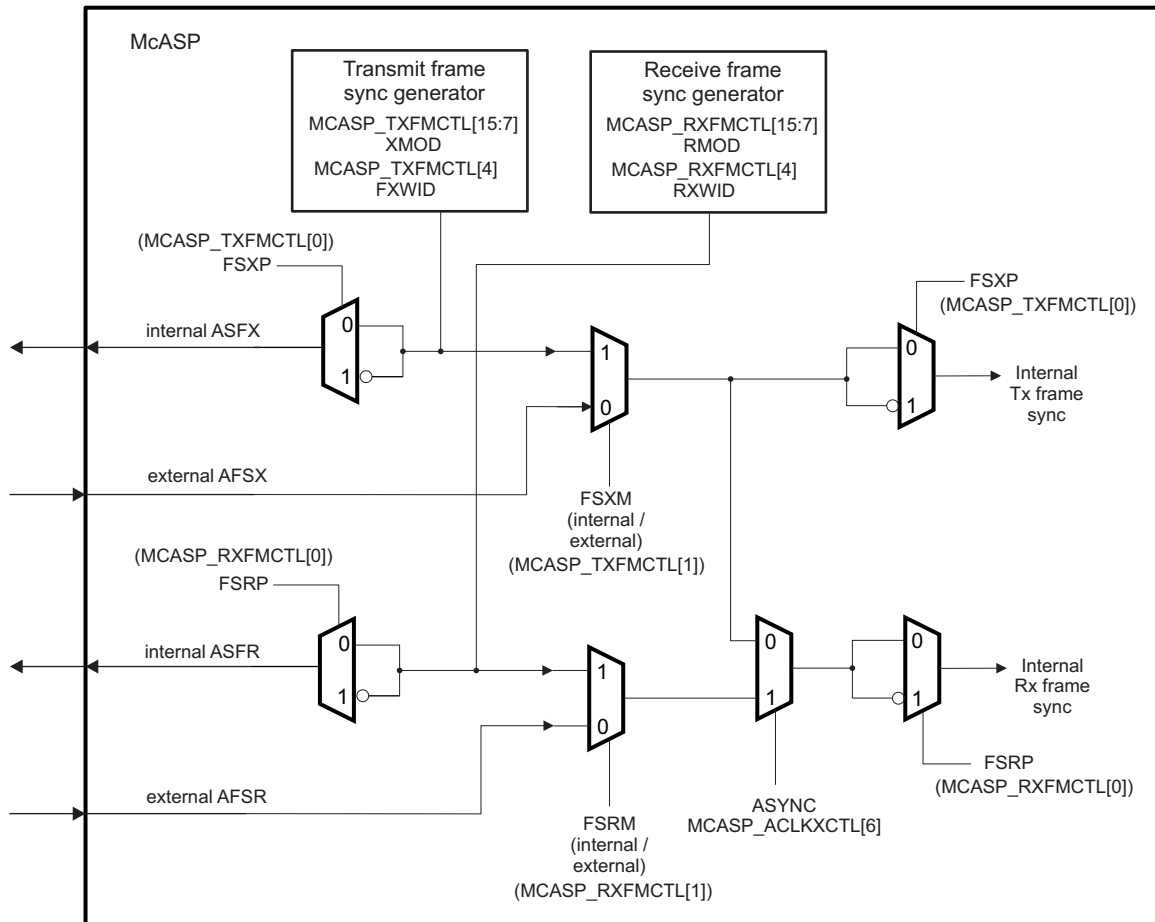 McASP
Transmit frame
sync generator
MCASP_TXFMCTL[15:7]
XMOD
MCASP_TXFMCTL[4]
FXWID
Receive frame
sync generator
MCASP_RXFMCTL[15:7]
RMOD
MCASP_RXFMCTL[4]
RXWID
(MCASP_TXFMCTL[0])
FSXP
0
1
internal ASFX
1
0
FSXP
(MCASP_TXFMCTL[0])
0
1
Internal
Tx frame
sync
external AFSX
FSXM
(internal /
external)
(MCASP_TXFMCTL[1])
(MCASP_RXFMCTL[0])
FSRP
0
1
internal ASFR
1
0
0
1
0
1
Internal
Rx frame
sync
external AFSR
FSRM
(internal /
external)
(MCASP_RXFMCTL[1])
ASYNC
MCASP_ACLKXCTL[6]
FSRP
(MCASP_RXFMCTL[0])